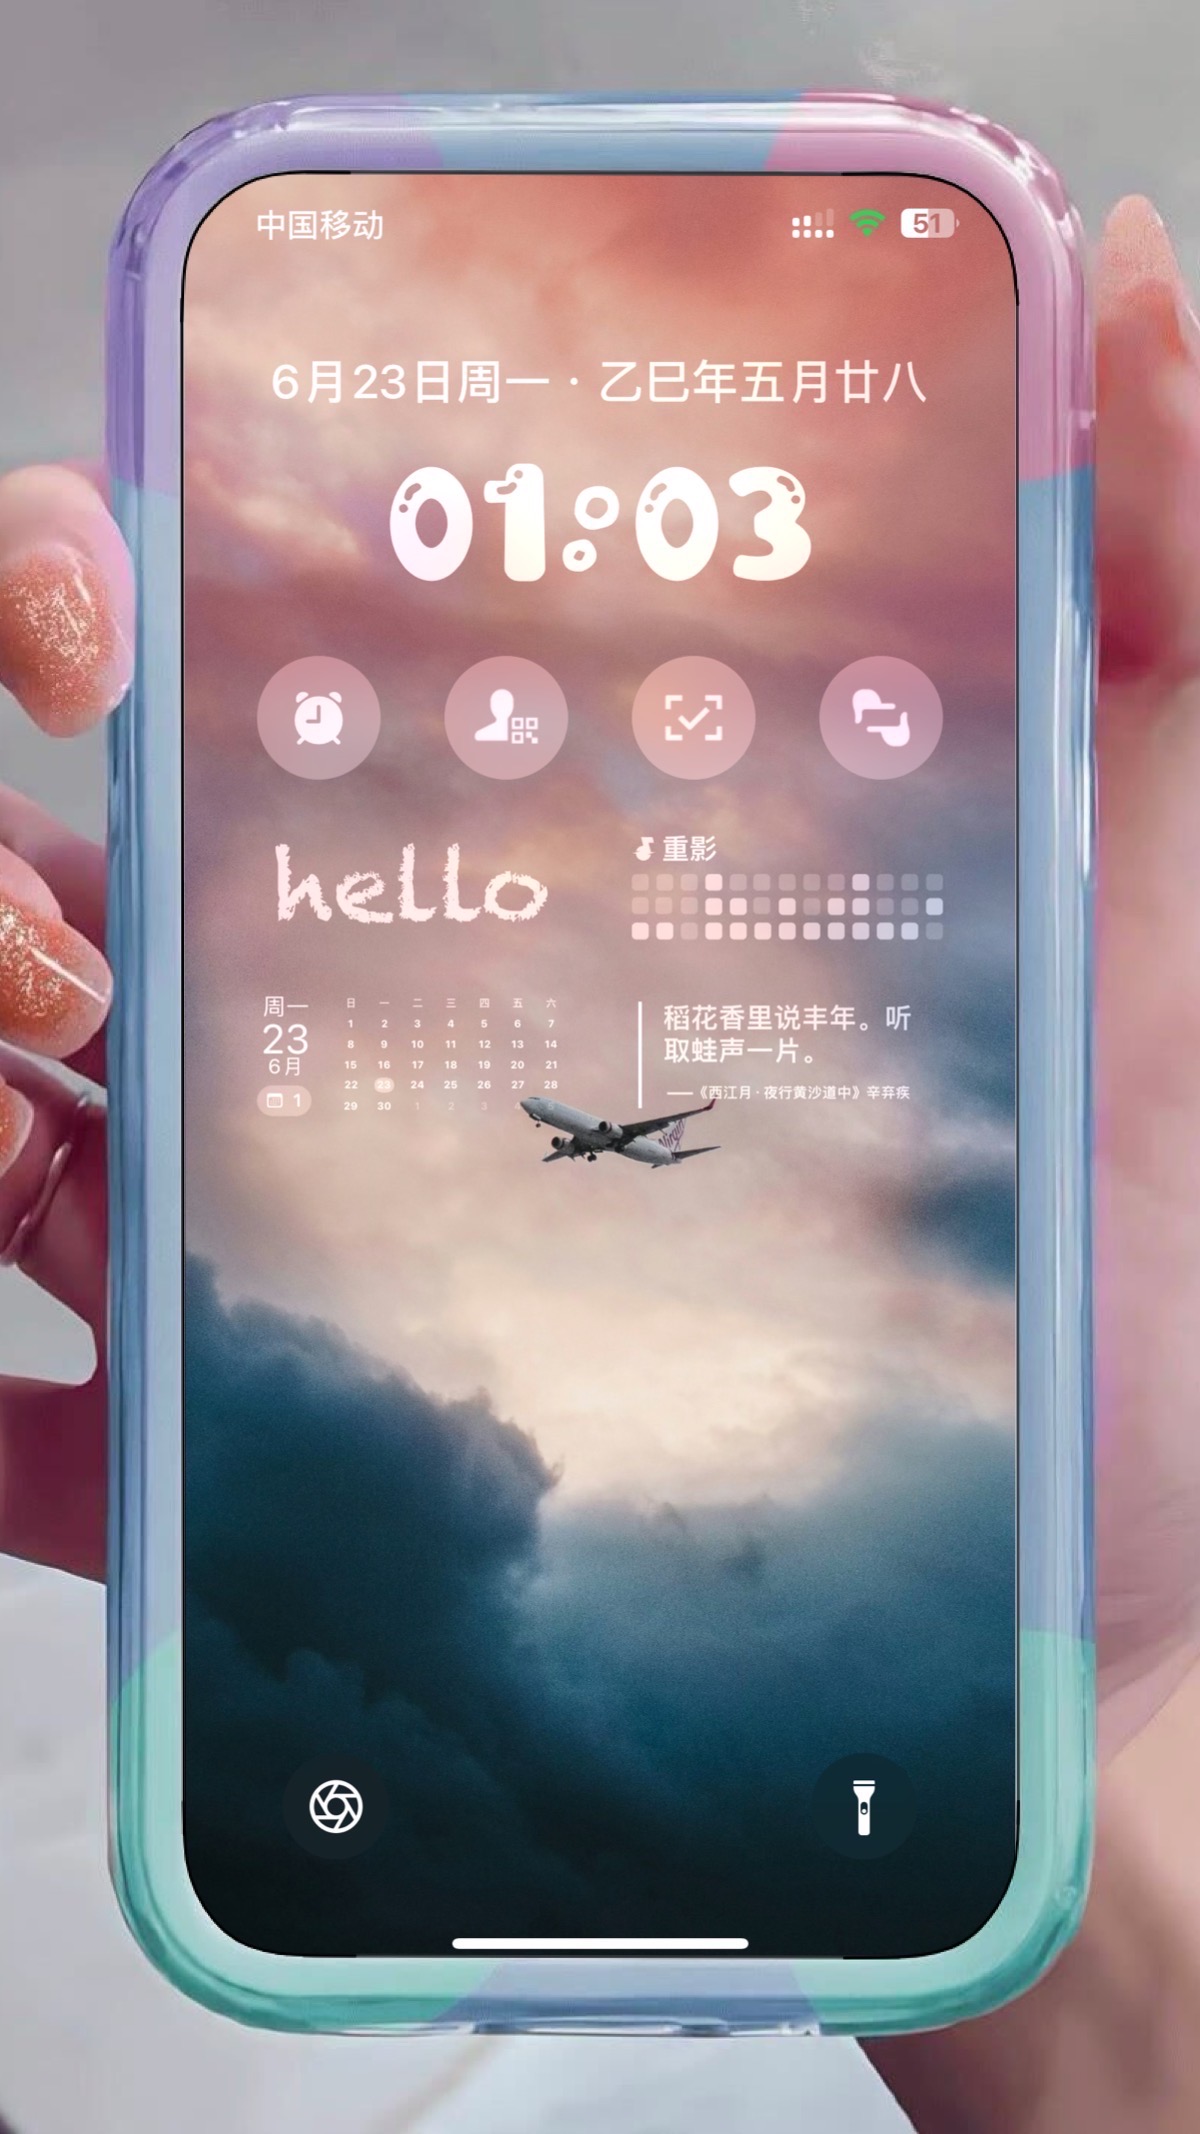 中国移动
51
6月23日周一 · 乙巳年五月廿八
01:03
hello
重影
周一
23
6月
1
日 一 二 三 四 五 六
1 2 3 4 5 6 7
8 9 10 11 12 13 14
15 16 17 18 19 20 21
22 23 24 25 26 27 28
29 30 1 2 3
稻花香里说丰年。听
取蛙声一片。
——《西江月·夜行黄沙道中》辛弃疾
Virgin